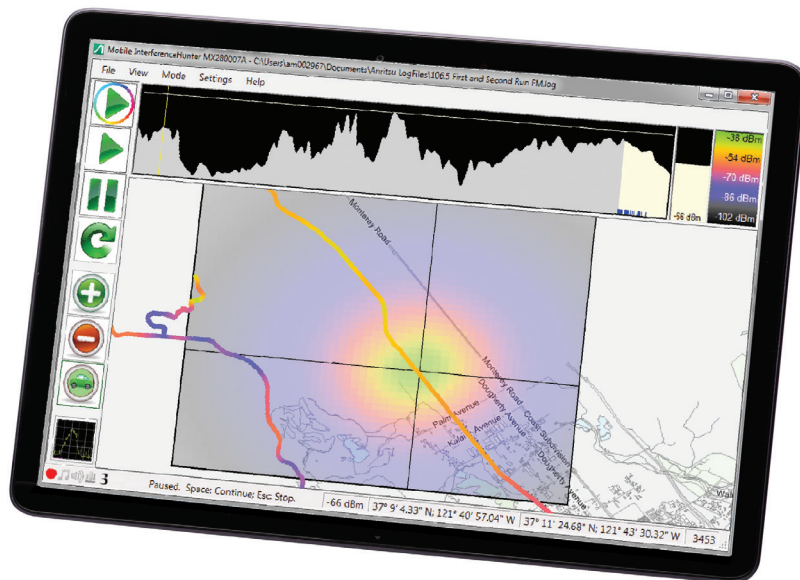 Mobile InterferenceHunter MX280007A - C:\Users\am002967\Documents\Anritsu LogFiles\106.5 First and Second Run FM.log
File View Mode Settings Help
-38 dBm
-54 dBm
-70 dBm
-86 dBm
-102 dBm
-66 dBm
Monterey Road
Monterey Road
Dougherty Avenue
Palm Avenue
Kalai Avenue
Dougherty Avenue
3
Paused. Space: Continue; Esc: Stop.
-66 dBm
37° 9' 4.33" N; 121° 40' 57.04" W
37° 11' 24.68" N; 121° 43' 30.32" W
3453